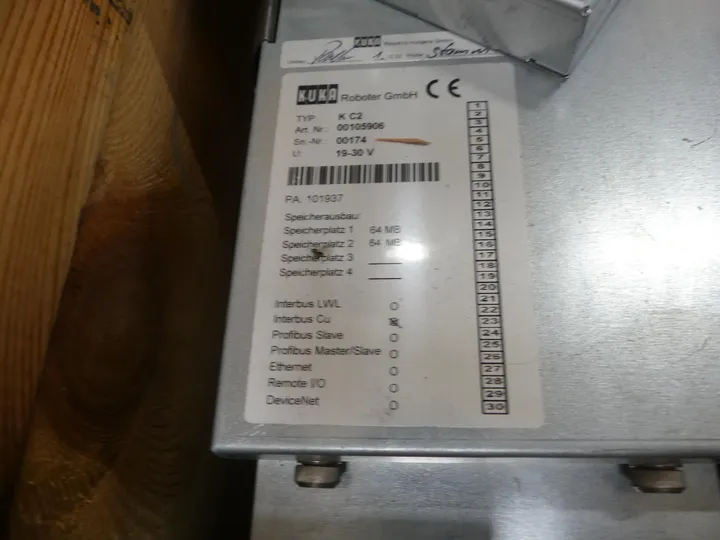 KUKA
KUKA Roboter GmbH CE
TYP: K C2
Art. Nr.: 00105906
Sn. -Nr.: 00174
U: 19-30 V
PA. 101937
Speicherausbau:
Speicherplatz 1 64 MB
Speicherplatz 2 64 MB
Speicherplatz 3
Speicherplatz 4
Interbus LWL
Interbus Cu
Profibus Slave
Profibus Master/Slave
Ethernet
Remote I/O
DeviceNet
1
2
3
4
5
6
7
8
9
10
11
12
13
14
15
16
17
18
19
20
21
22
23
24
25
26
27
28
29
30